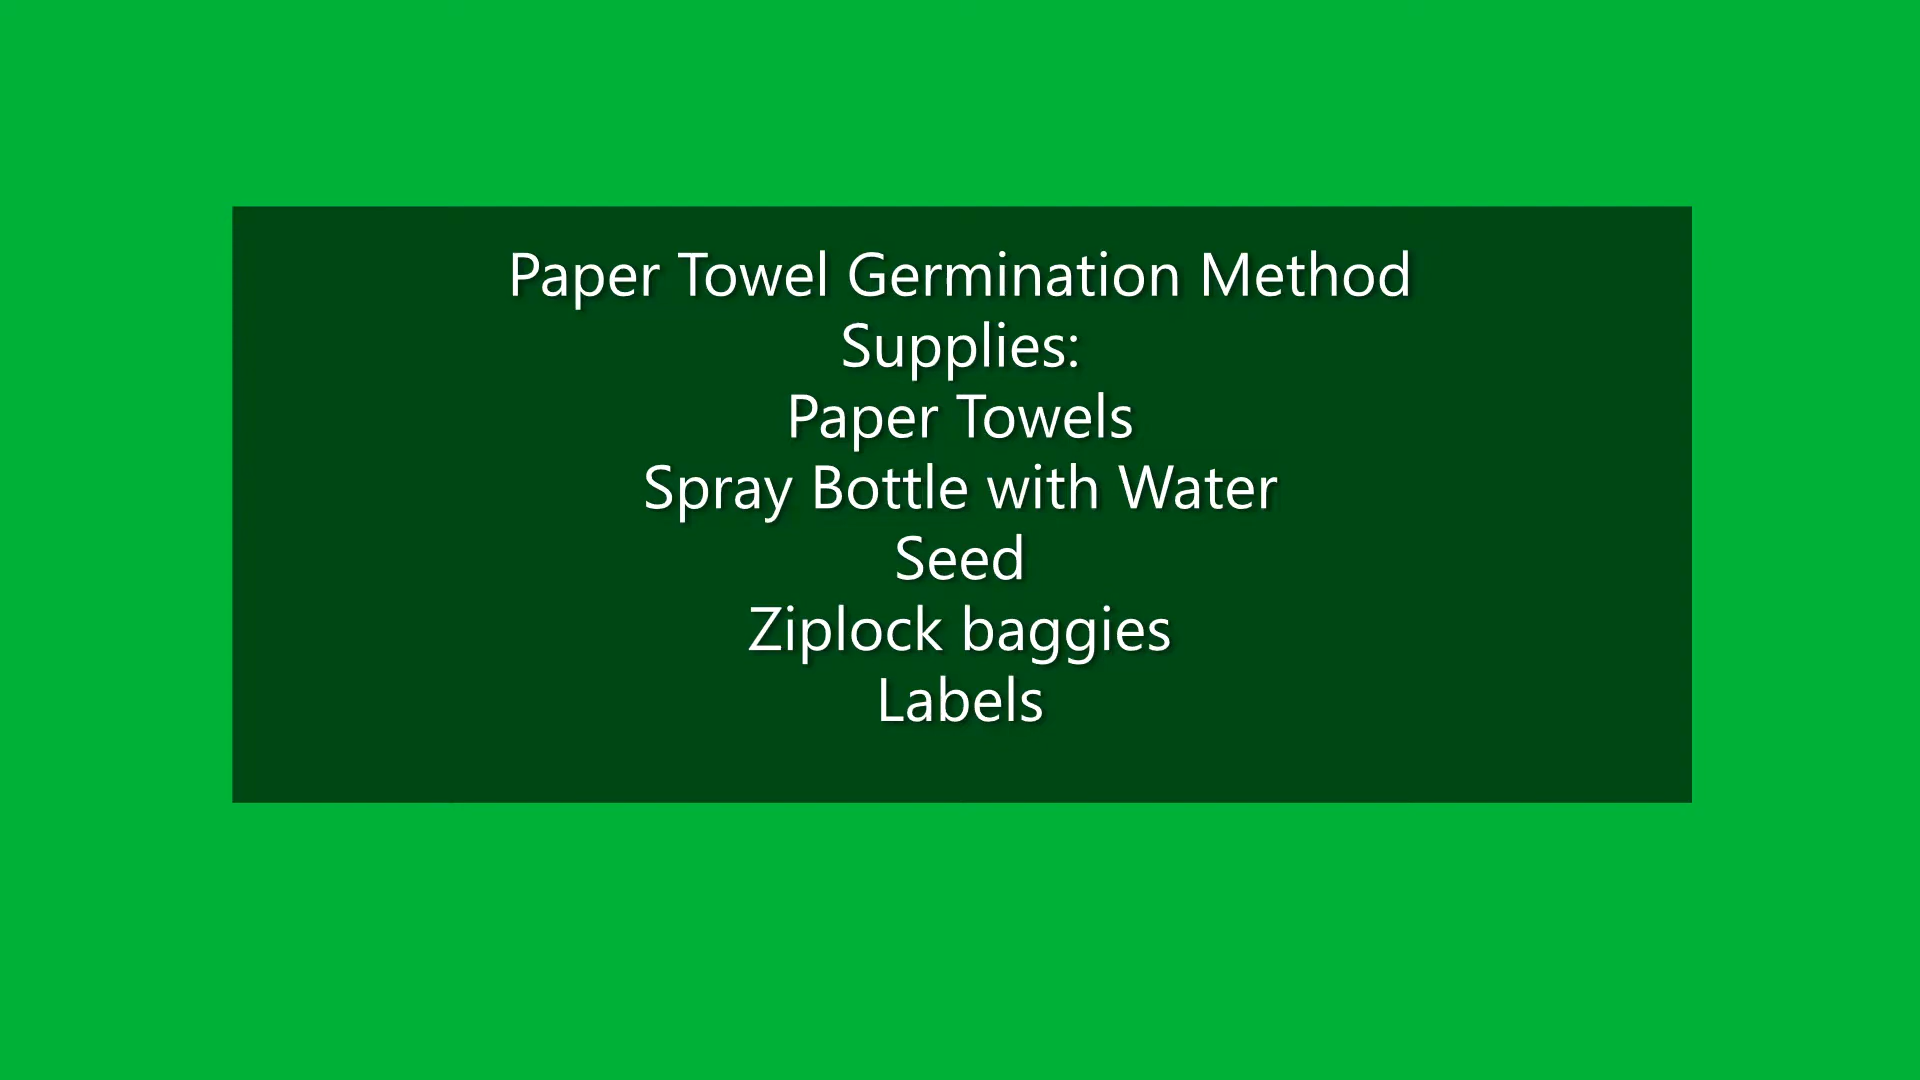 Paper Towel Germination Method
Supplies:
Paper Towels
Spray Bottle with Water
Seed
Ziplock baggies
Labels